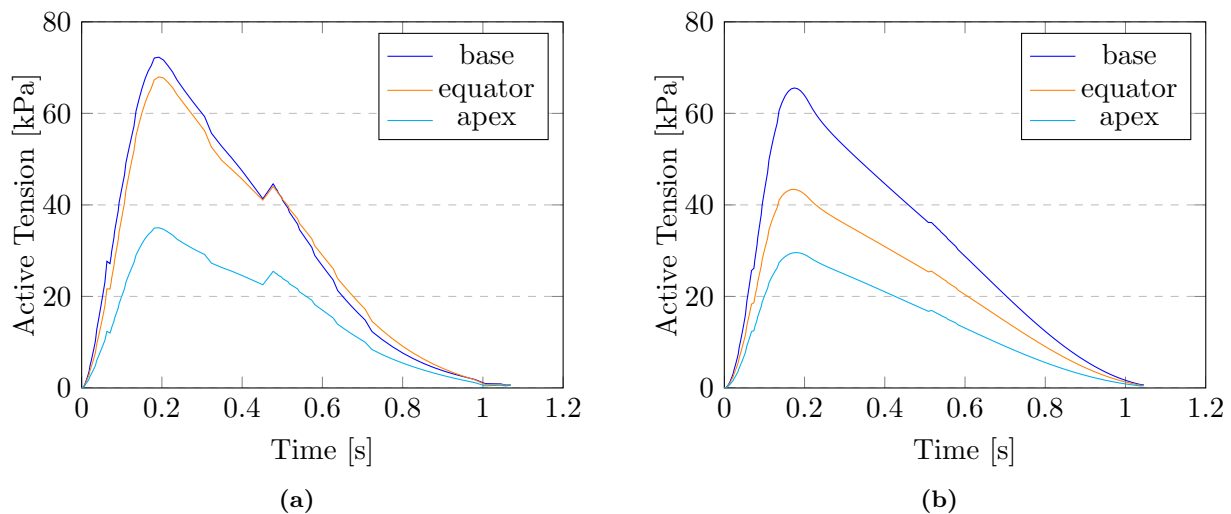 80
60
40
20
0
Active Tension [kPa]
0 0.2 0.4 0.6 0.8 1 1.2
Time [s]
base
equator
apex
(a)
80
60
40
20
0
Active Tension [kPa]
0 0.2 0.4 0.6 0.8 1 1.2
Time [s]
base
equator
apex
(b)